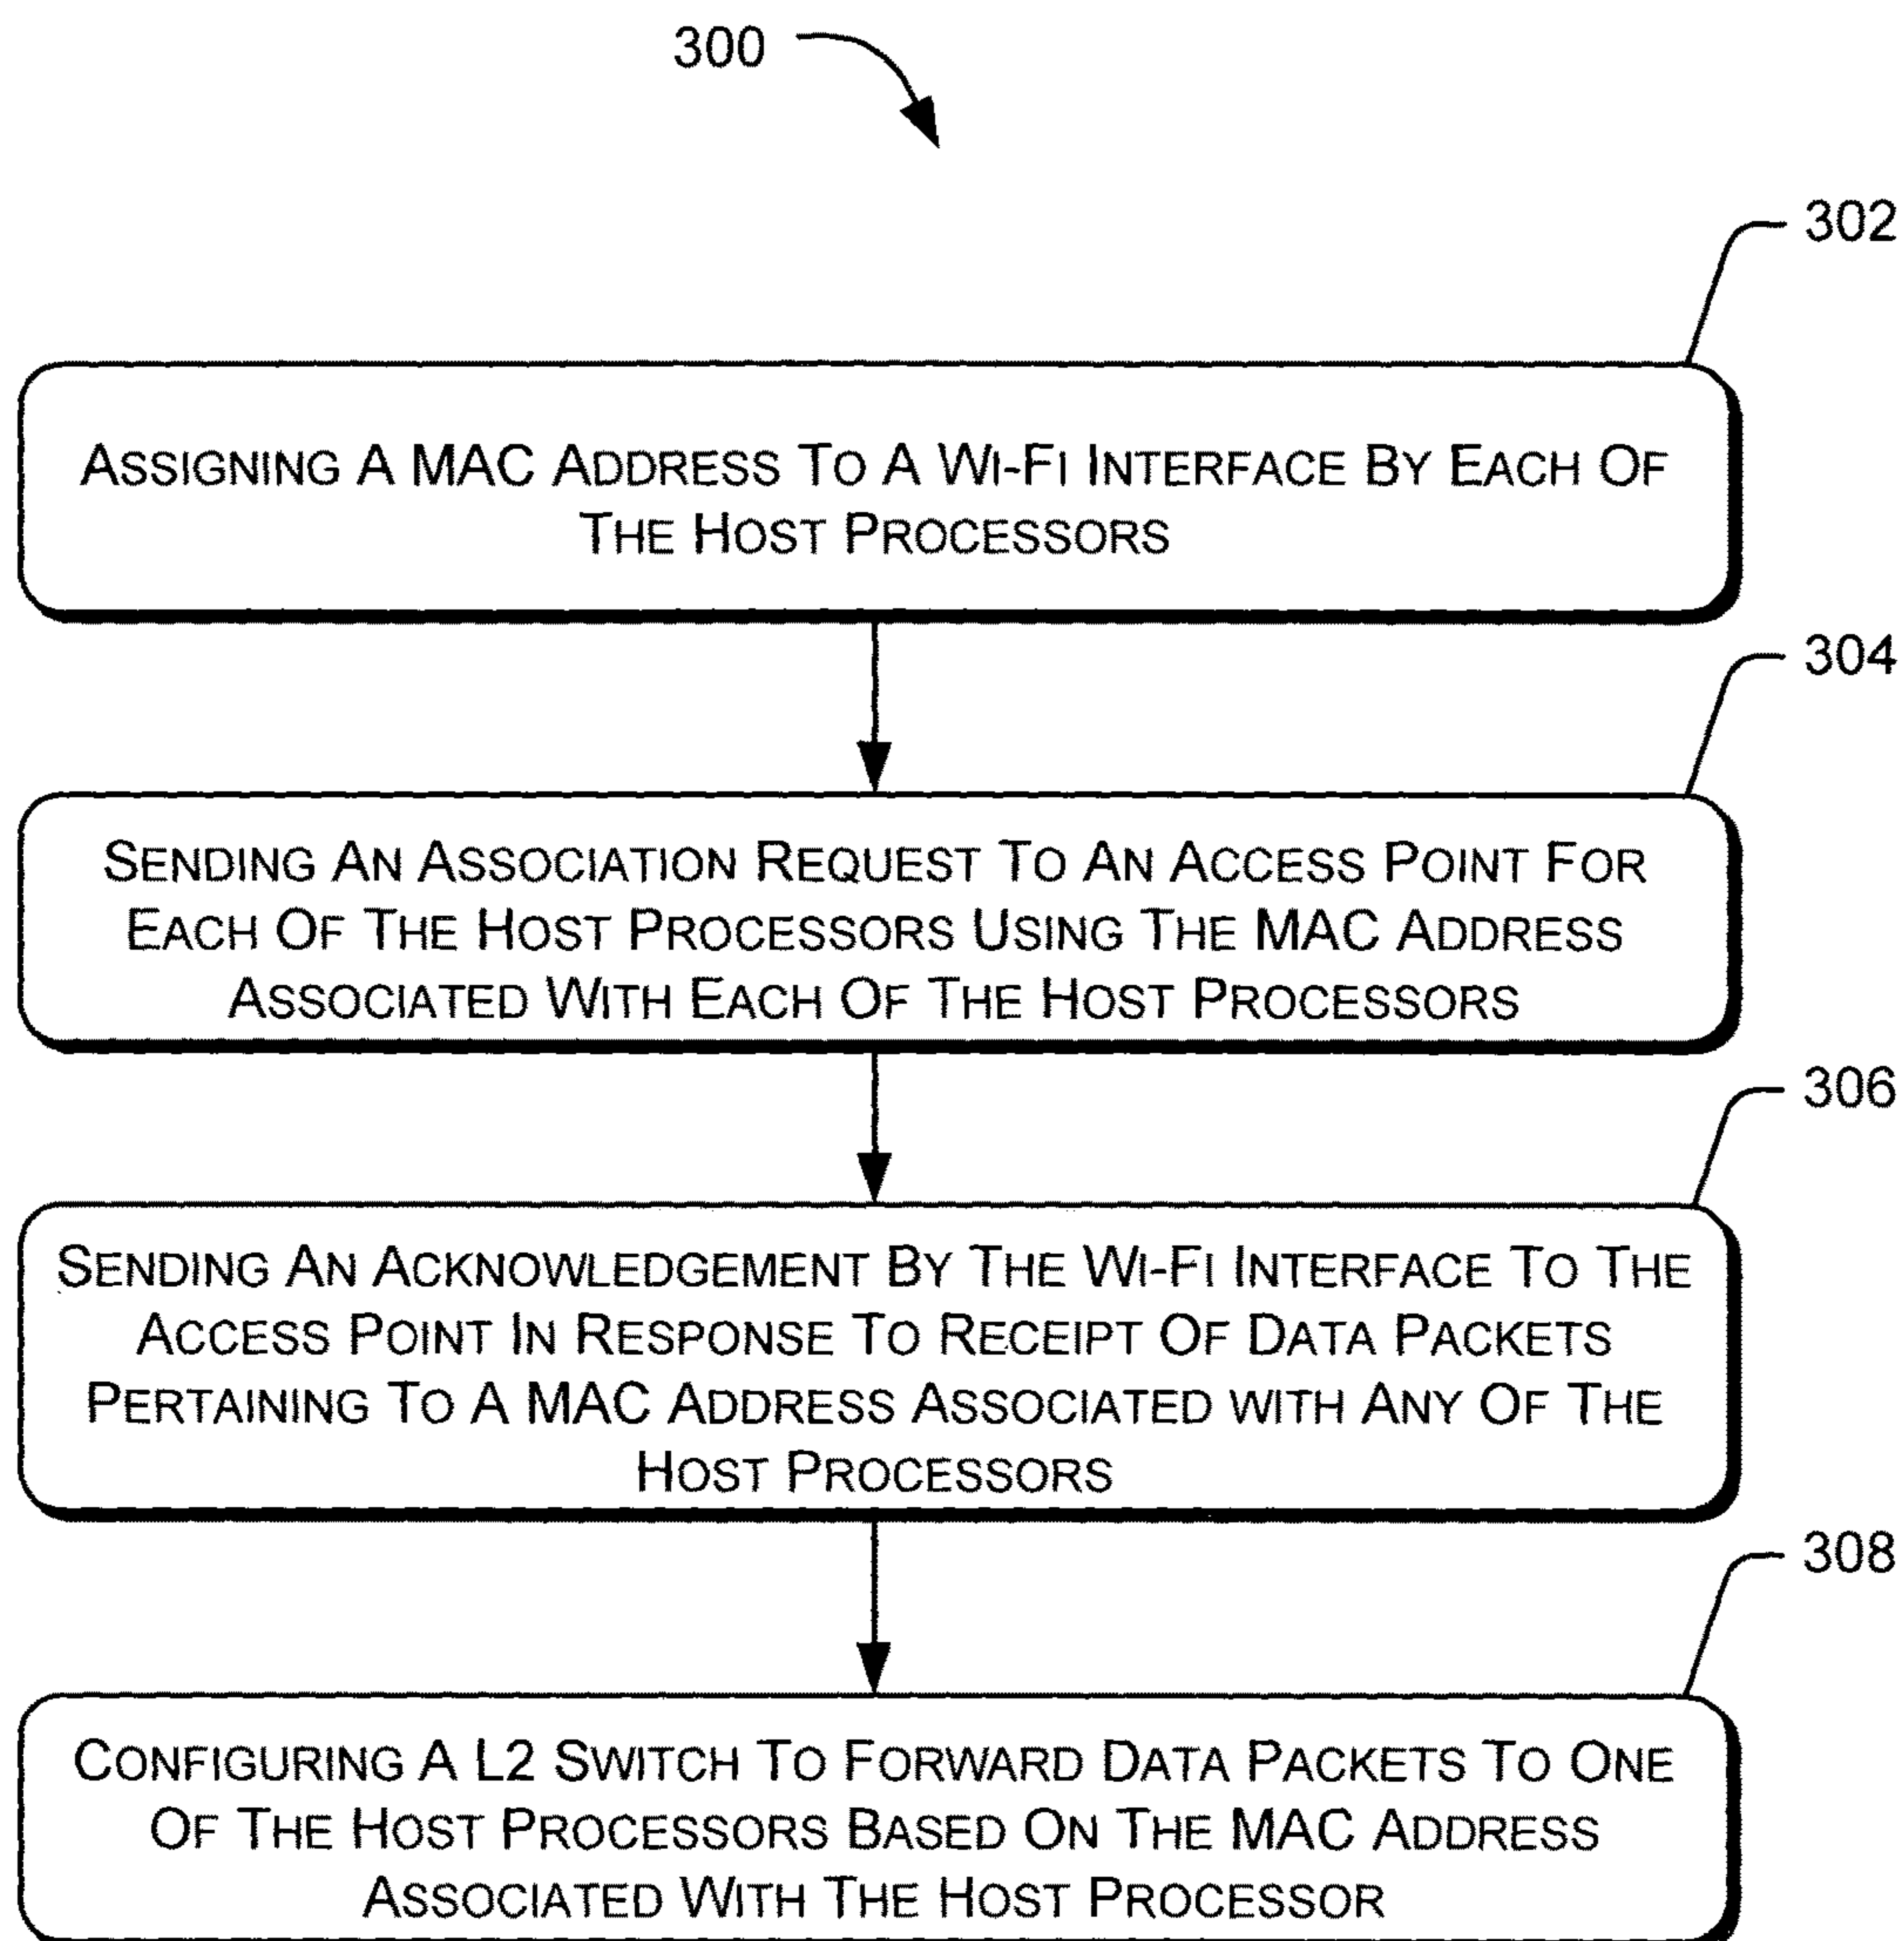 300
302
ASSIGNING A MAC ADDRESS TO A WI-FI INTERFACE BY EACH OF
THE HOST PROCESSORS
304
SENDING AN ASSOCIATION REQUEST TO AN ACCESS POINT FOR
EACH OF THE HOST PROCESSORS USING THE MAC ADDRESS
ASSOCIATED WITH EACH OF THE HOST PROCESSORS
306
SENDING AN ACKNOWLEDGEMENT BY THE WI-FI INTERFACE TO THE
ACCESS POINT IN RESPONSE TO RECEIPT OF DATA PACKETS
PERTAINING TO A MAC ADDRESS ASSOCIATED WITH ANY OF THE
HOST PROCESSORS
308
CONFIGURING A L2 SWITCH TO FORWARD DATA PACKETS TO ONE
OF THE HOST PROCESSORS BASED ON THE MAC ADDRESS
ASSOCIATED WITH THE HOST PROCESSOR